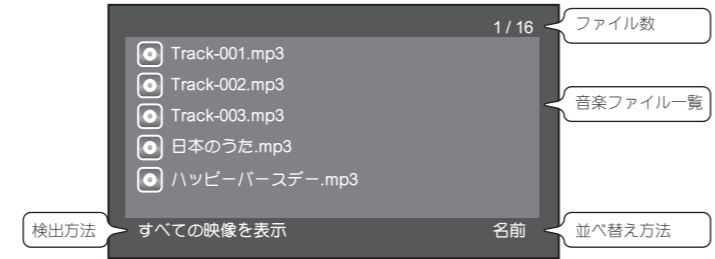 1 / 16
ファイル数
Track-001.mp3
Track-002.mp3
Track-003.mp3
音楽ファイル一覧
日本のうた.mp3
ハッピーバースデー.mp3
検出方法
すべての映像を表示
名前
並べ替え方法